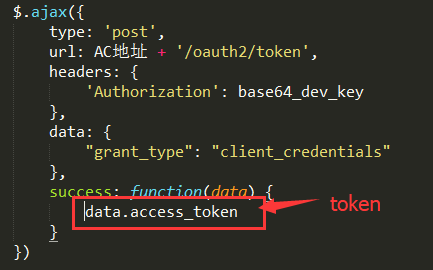 $.ajax({
type: 'post',
url: AC地址 + '/oauth2/token',
headers: {
'Authorization': base64_dev_key
},
data: {
"grant_type": "client_credentials"
},
success: function(data) {
data.access_token
token
}
})